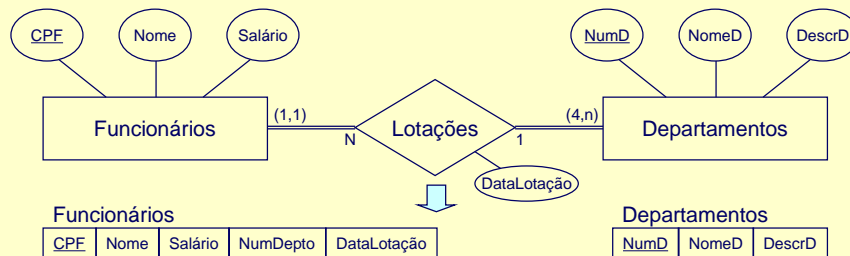 CPF Nome Salário NumD NomeD DescrD
(1,1) (4,n)
Funcionários Lotações Departamentos
N 1
DataLotação
Funcionários Departamentos
CPF Nome Salário NumDepto DataLotação NumD NomeD DescrD